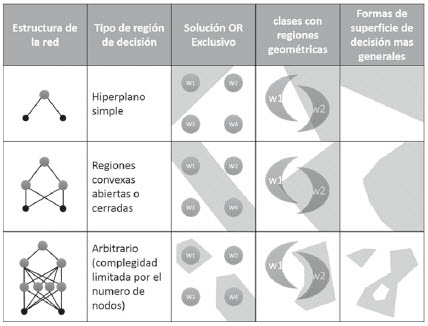 Estructura de
la red
Tipo de región
de decisión
Solución OR
Exclusivo
clases con
regiones
geométricas
Formas de
superficie de
decisión mas
generales
Hiperplano
simple
W1 W2
W3 W4
w1
w2
Regiones
convexas
abiertas o
cerradas
W1 W2
W3 W4
w1
w2
Arbitrario
(complegidad
limitada por el
numero de
nodos)
W1 W2
W3 W4
w1
w2